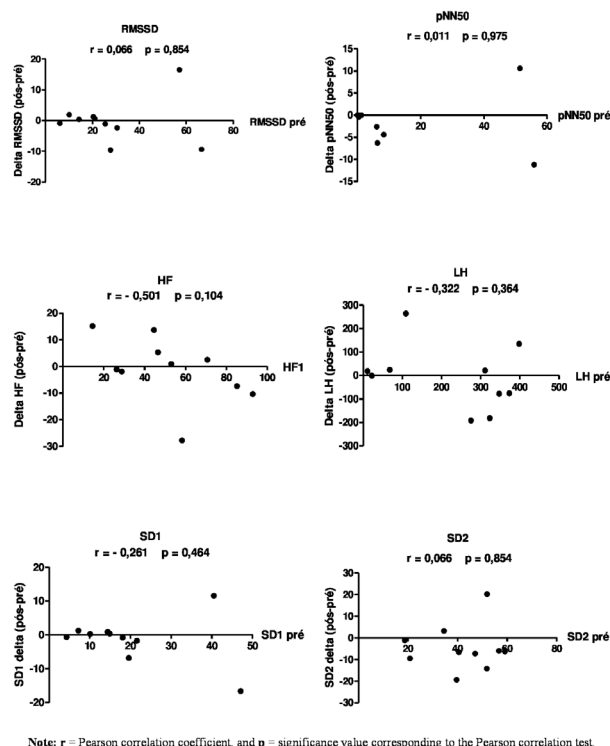 RMSSD
r = 0,066 p = 0,854
Delta RMSSD (pós-pré)
20
10
0
-10
-20
20
40
60
80
RMSSD pré
pNN50
r = 0,011 p = 0,975
Delta pNN50 (pós-pré)
15
10
5
0
-5
-10
-15
20
40
60
pNN50 pré
HF
r = - 0,501 p = 0,104
Delta HF (pós-pré)
20
10
0
-10
-20
-30
20
40
60
80
100
HF1
LH
r = - 0,322 p = 0,364
Delta LH (pós-pré)
300
200
100
0
-100
-200
-300
100
200
300
400
500
LH pré
SD1
r = - 0,261 p = 0,464
SD1 delta (pós-pré)
20
10
0
-10
-20
10
20
30
40
50
SD1 pré
SD2
r = 0,066 p = 0,854
SD2 delta (pós-pré)
30
20
10
0
-10
-20
-30
20
40
60
80
SD2 pré
Note: r = Pearson correlation coefficient, and p = significance value corresponding to the Pearson correlation test